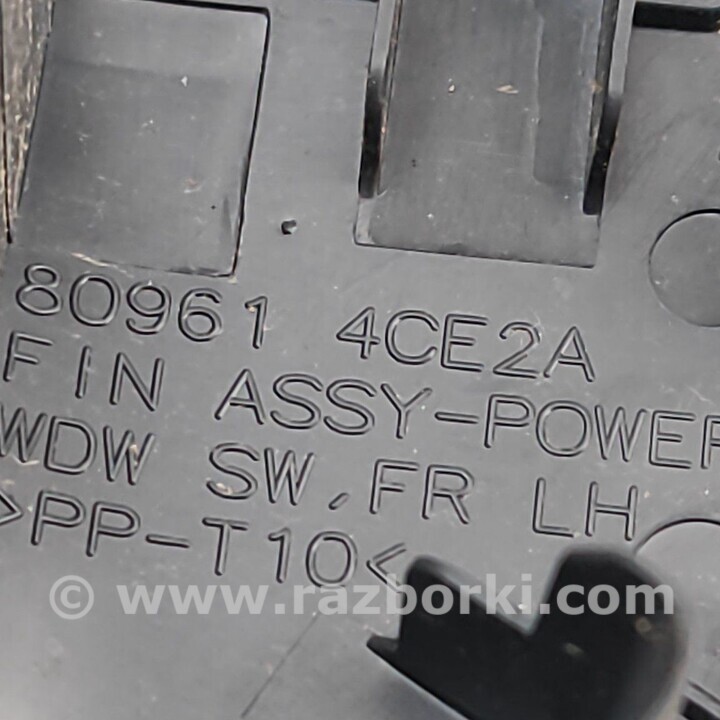 80961 4CE2A
FIN ASSY-POWER
WDW SW, FR LH
>PP-T10<
© www.razborki.com